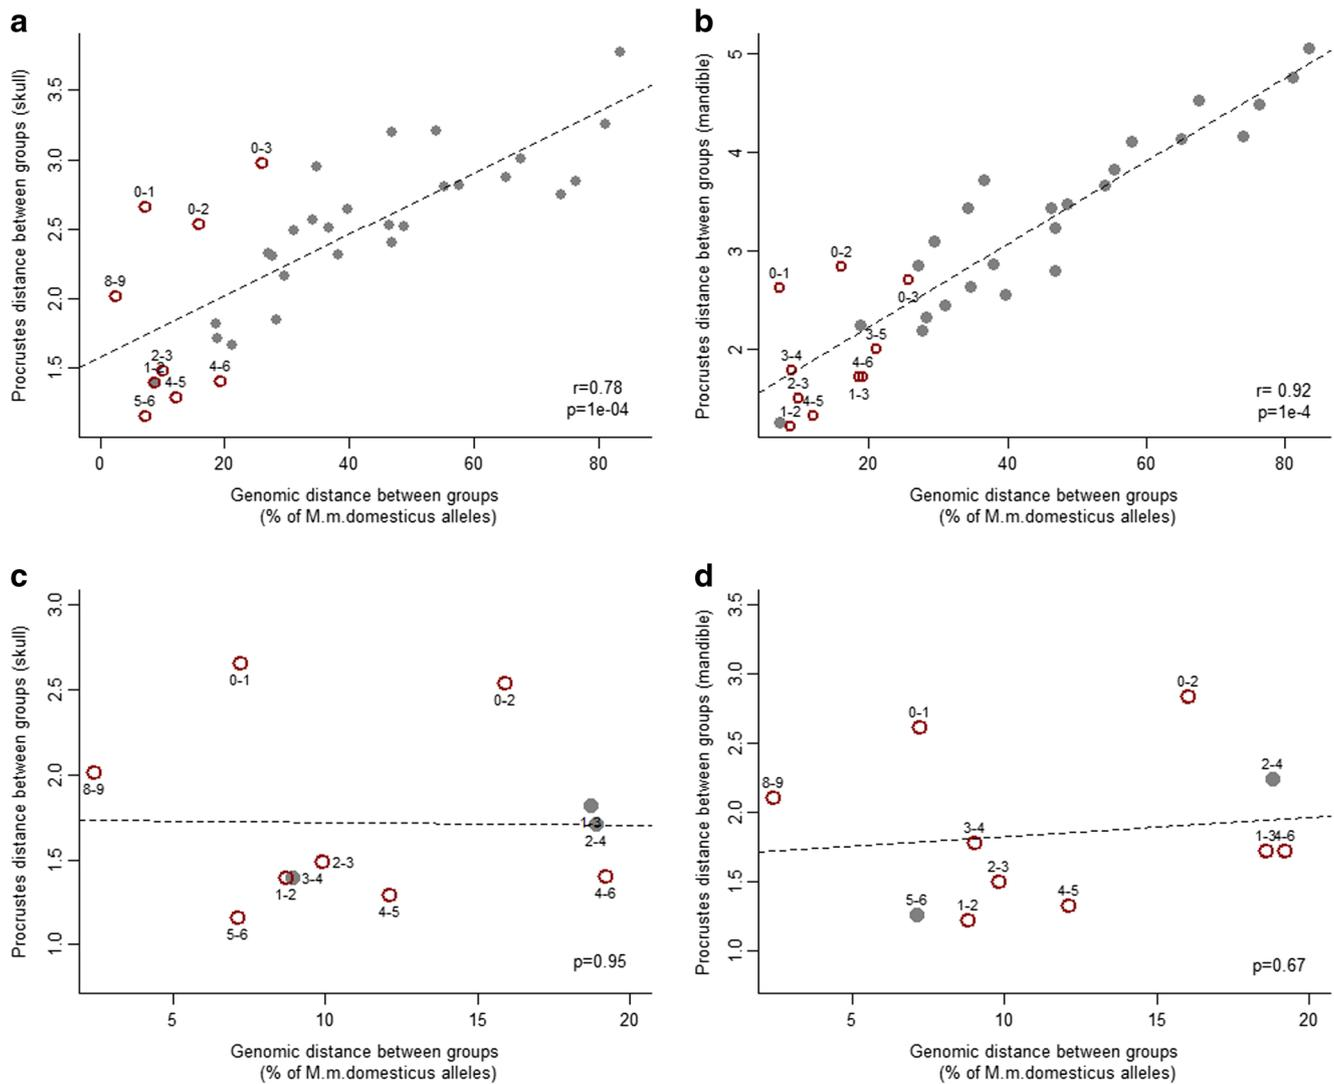 a
Procrustes distance between groups (skull)
3.5
3.0
2.5
2.0
1.5
0-3
0-1
0-2
8-9
2-3
1-2
4-5
4-6
5-6
r=0.78
p=1e-04
0 20 40 60 80
Genomic distance between groups
(% of M.m.domesticus alleles)
b
Procrustes distance between groups (mandible)
5
4
3
2
0-2
0-1
0-3
3-5
3-4
4-6
2-3
1-3
4-5
1-2
r= 0.92
p=1e-4
20 40 60 80
Genomic distance between groups
(% of M.m.domesticus alleles)
c
Procrustes distance between groups (skull)
3.0
2.5
2.0
1.5
1.0
0-1
0-2
8-9
1-3
2-4
2-3
3-4
1-2
4-6
4-5
5-6
p=0.95
5 10 15 20
Genomic distance between groups
(% of M.m.domesticus alleles)
d
Procrustes distance between groups (mandible)
3.5
3.0
2.5
2.0
1.5
1.0
0-2
0-1
2-4
8-9
3-4
1-3
4-6
2-3
4-5
5-6
1-2
p=0.67
5 10 15 20
Genomic distance between groups
(% of M.m.domesticus alleles)